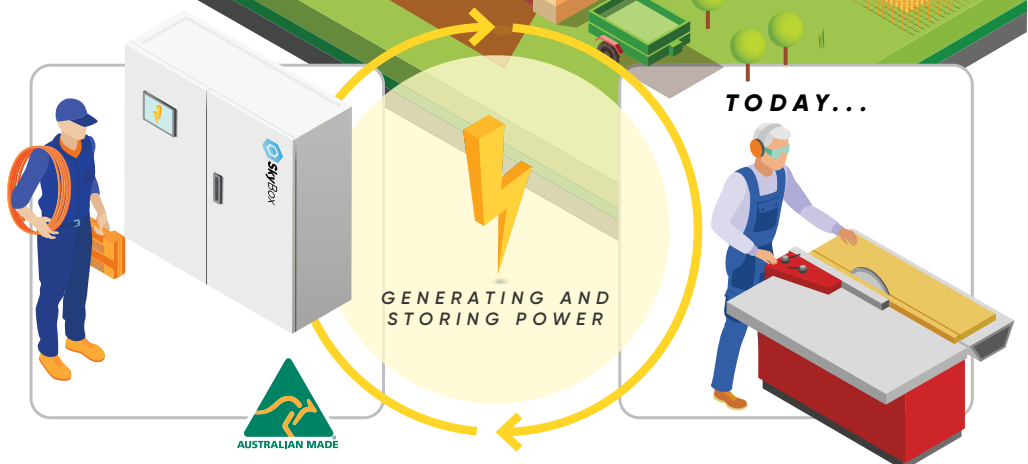 TODAY...
SkyBox
GENERATING AND
STORING POWER
AUSTRALIAN MADE